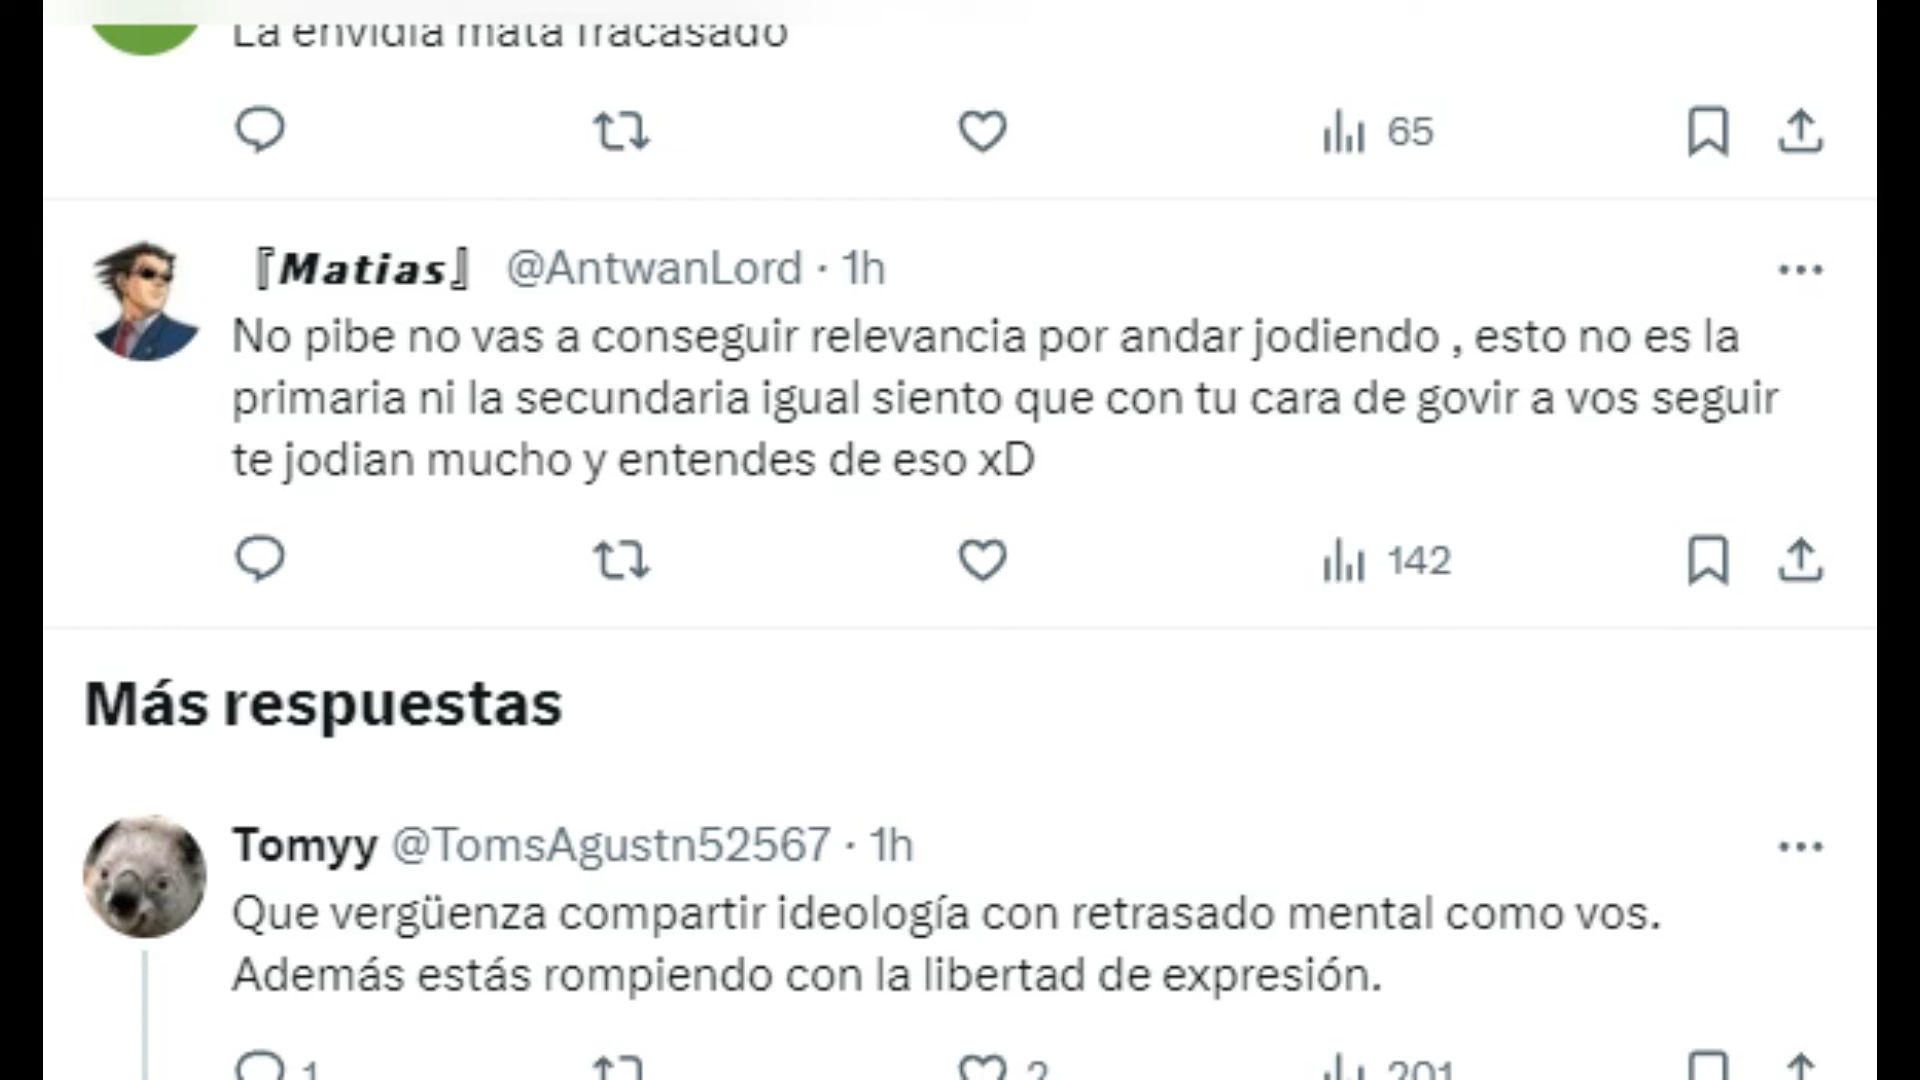 La envidia mata fracasado
65
『Matias』 @AntwanLord · 1h
No pibe no vas a conseguir relevancia por andar jodiendo , esto no es la
primaria ni la secundaria igual siento que con tu cara de govir a vos seguir
te jodian mucho y entendes de eso xD
142
Más respuestas
Tomyy @TomsAgustn52567 · 1h
Que vergüenza compartir ideología con retrasado mental como vos.
Además estás rompiendo con la libertad de expresión.
1 2 201